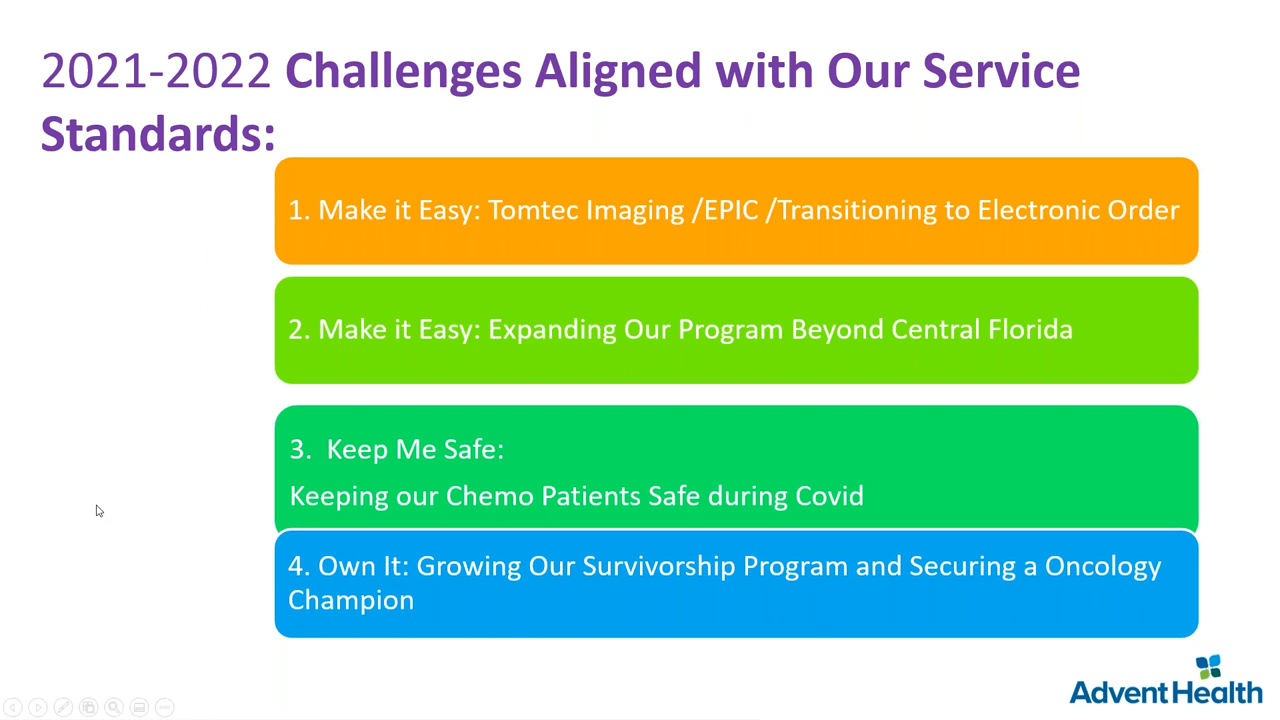 2021-2022 Challenges Aligned with Our Service
Standards:
1. Make it Easy: Tomtec Imaging /EPIC /Transitioning to Electronic Order
2. Make it Easy: Expanding Our Program Beyond Central Florida
3. Keep Me Safe:
Keeping our Chemo Patients Safe during Covid
4. Own It: Growing Our Survivorship Program and Securing a Oncology
Champion
Advent Health